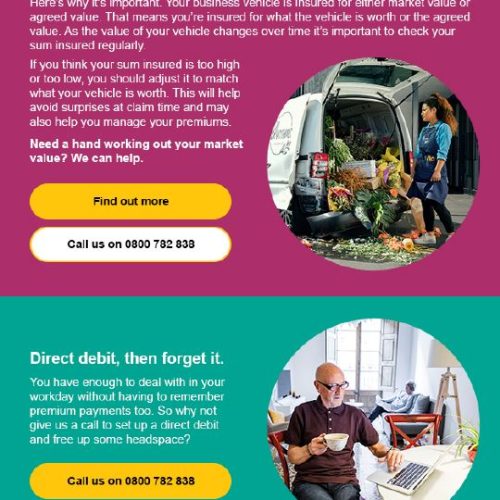 Here's why it's important. Your business vehicle is insured for either market value or
agreed value. That means you're insured for what the vehicle is worth or the agreed
value. As the value of your vehicle changes over time it's important to check your
sum insured regularly.
If you think your sum insured is too high
or too low, you should adjust it to match
what your vehicle is worth. This will help
avoid surprises at claim time and may
also help you manage your premiums.
Need a hand working out your market
value? We can help.
Find out more
Call us on 0800 782 838
Direct debit, then forget it.
You have enough to deal with in your
workday without having to remember
premium payments too. So why not
give us a call to set up a direct debit
and free up some headspace?
Call us on 0800 782 838